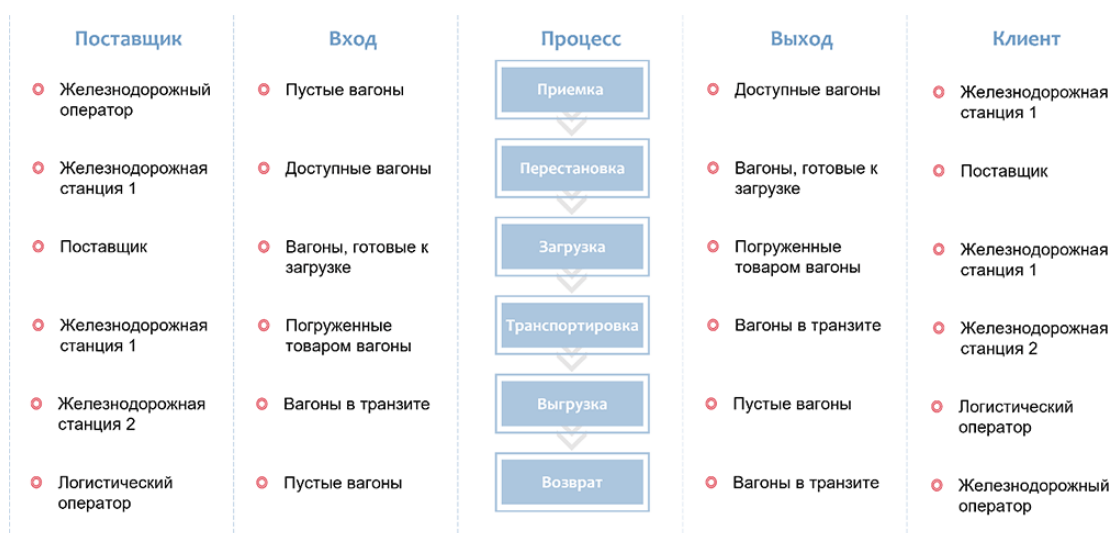 Поставщик
Вход
Процесс
Выход
Клиент
Железнодорожный
оператор
Пустые вагоны
Приемка
Доступные вагоны
Железнодорожная
станция 1
Железнодорожная
станция 1
Доступные вагоны
Перестановка
Вагоны, готовые к
загрузке
Поставщик
Поставщик
Вагоны, готовые к
загрузке
Загрузка
Погруженные
товаром вагоны
Железнодорожная
станция 1
Железнодорожная
станция 1
Погруженные
товаром вагоны
Транспортировка
Вагоны в транзите
Железнодорожная
станция 2
Железнодорожная
станция 2
Вагоны в транзите
Выгрузка
Пустые вагоны
Логистический
оператор
Логистический
оператор
Пустые вагоны
Возврат
Вагоны в транзите
Железнодорожный
оператор